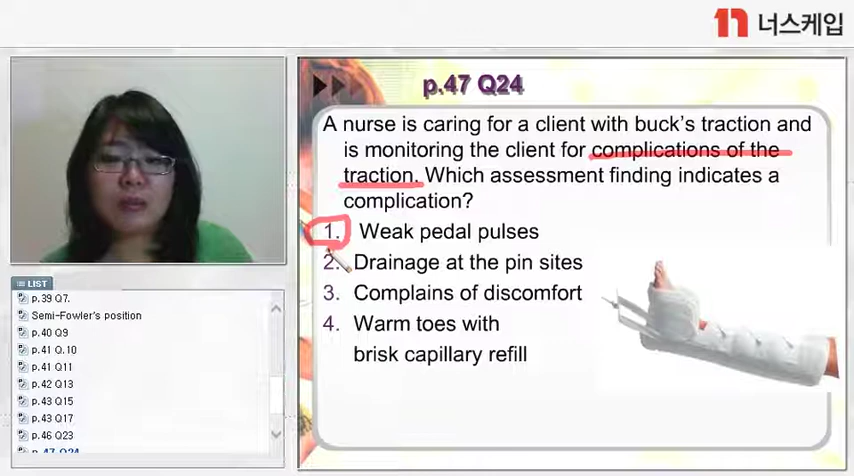 너스케입
p.47 Q24
A nurse is caring for a client with buck's traction and
is monitoring the client for complications of the
traction. Which assessment finding indicates a
complication?
1. Weak pedal pulses
2. Drainage at the pin sites
3. Complains of discomfort
4. Warm toes with
brisk capillary refill
LIST
p.39 Q7.
Semi-Fowler's position
p.40 Q9
p.41 Q.10
p.41 Q11
p.42 Q13
p.43 Q15
p.43 Q17
p.46 Q23
p.47 Q24